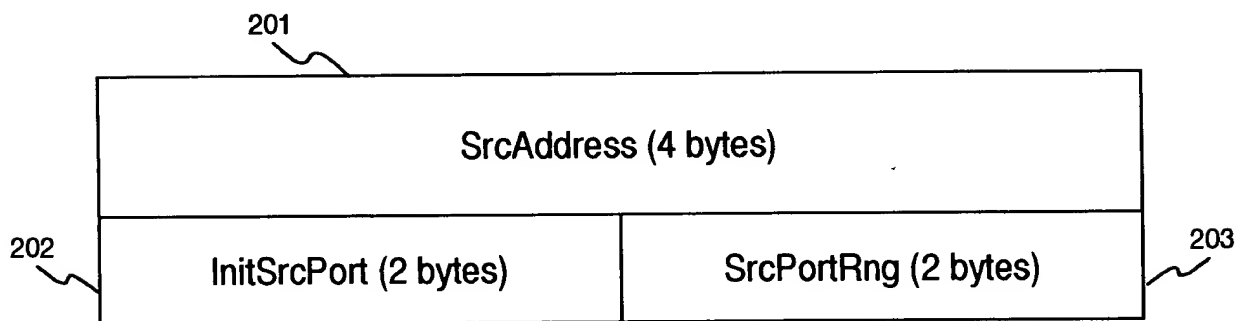 201
SrcAddress (4 bytes)
202
InitSrcPort (2 bytes)
SrcPortRng (2 bytes)
203